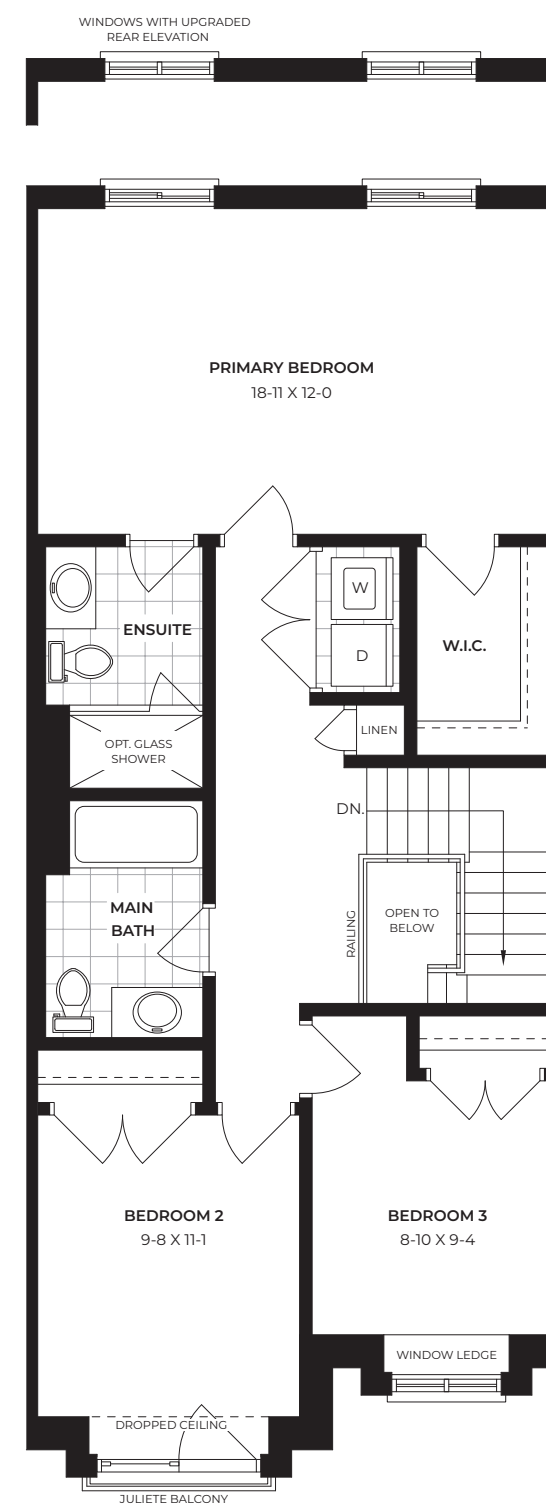 WINDOWS WITH UPGRADED
REAR ELEVATION
PRIMARY BEDROOM
18-11 X 12-0
ENSUITE
W
D
W.I.C.
LINEN
OPT. GLASS
SHOWER
DN.
MAIN
BATH
RAILING
OPEN TO
BELOW
BEDROOM 2
9-8 X 11-1
BEDROOM 3
8-10 X 9-4
WINDOW LEDGE
DROPPED CEILING
JULIETE BALCONY